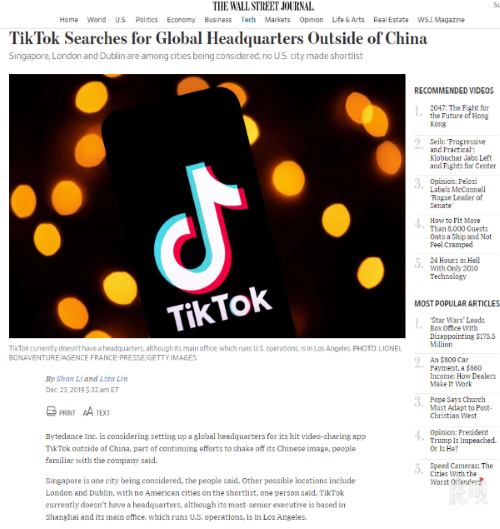 THE WALL STREET JOURNAL.
Home World U.S. Politics Economy Business Tech Markets Opinion Life & Arts Real Estate WSJ. Magazine
TikTok Searches for Global Headquarters Outside of China
Singapore, London and Dublin are among cities being considered, no U.S. city made shortlist
TikTok
TikTok currently doesn't have a headquarters, although its main office, which runs U.S. operations, is in Los Angeles. PHOTO: LIONEL
BONAVENTURE/AGENCE FRANCE-PRESSE/GETTY IMAGES
By Shan Li and Liza Lin
Dec. 23, 2019 5:32 am ET
PRINT AA TEXT
Bytedance Inc. is considering setting up a global headquarters for its hit video-sharing app
TikTok outside of China, part of continuing efforts to shake off its Chinese image, people
familiar with the company said.
Singapore is one city being considered, the people said. Other possible locations include
London and Dublin, with no American cities on the shortlist, one person said. TikTok
currently doesn't have a headquarters, although its most-senior executive is based in
Shanghai and its main office, which runs U.S. operations, is in Los Angeles.
RECOMMENDED VIDEOS
1. 2047: The Fight for
the Future of Hong
Kong
2. Seib: 'Progressive
and Practical':
Klobuchar Jabs Left
and Fights for Center
3. Opinion: Pelosi
Labels McConnell
'Rogue Leader of
Senate'
4. How to Fit More
Than 6,000 Guests
Onto a Ship and Not
Feel Cramped
5. 24 Hours in Hell
With Only 2010
Technology
MOST POPULAR ARTICLES
1. 'Star Wars' Leads
Box Office With
Disappointing $175.5
Million
2. An $809 Car
Payment, a $660
Income: How Dealers
Make It Work
3. Pope Says Church
Must Adapt to Post-
Christian West
4. Opinion: President
Trump Is Impeached.
Or Is He?
5. Speed Cameras: The
Cities With the
Worst Offenders